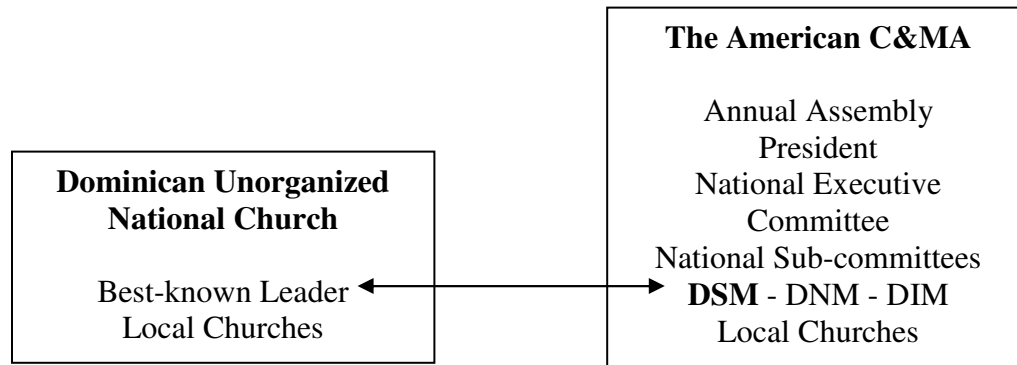 Dominican Unorganized
National Church
Best-known Leader
Local Churches
The American C&MA
Annual Assembly
President
National Executive
Committee
National Sub-committees
DSM - DNM - DIM
Local Churches